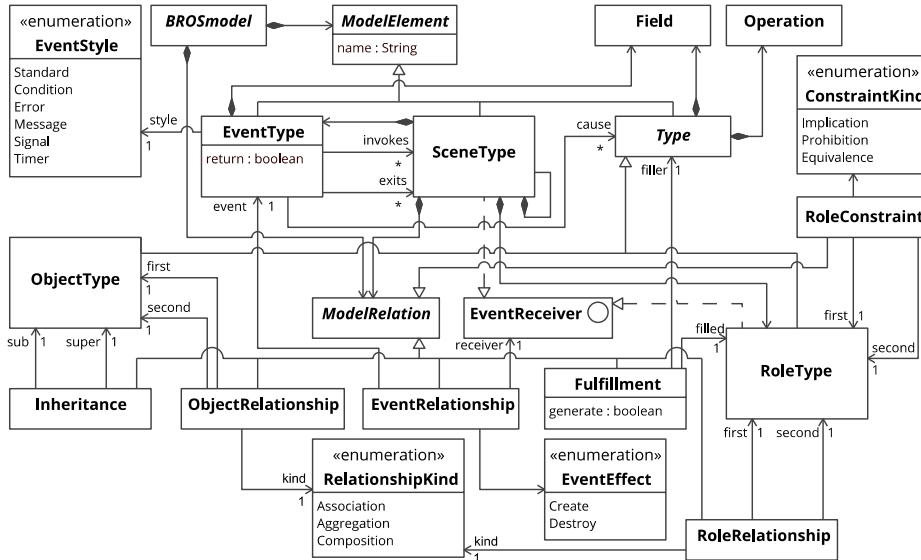 «enumeration»
EventStyle
Standard
Condition
Error
Message
Signal
Timer
BROSmodel
ModelElement
name : String
Field
Operation
«enumeration»
ConstraintKind
Implication
Prohibition
Equivalence
style
1
EventType
return : boolean
invokes
*
exits
*
SceneType
cause
*
Type
filler
1
event
1
RoleConstraint
ObjectType
first
1
second
1
sub
1
super
1
ModelRelation
EventReceiver
receiver
1
filled
1
first
1
second
1
RoleType
Inheritance
ObjectRelationship
EventRelationship
Fulfillment
generate : boolean
first
1
second
1
kind
1
«enumeration»
RelationshipKind
Association
Aggregation
Composition
«enumeration»
EventEffect
Create
Destroy
kind
1
RoleRelationship